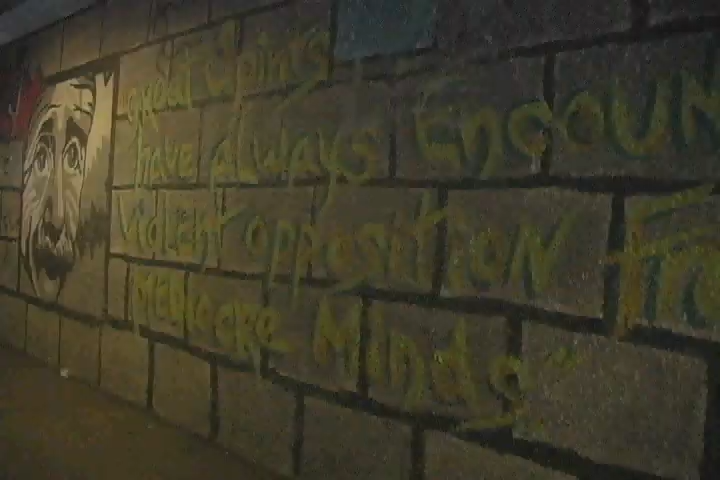 great Spirits
have always Encoun
violent opposition Fro
mediocre Minds"